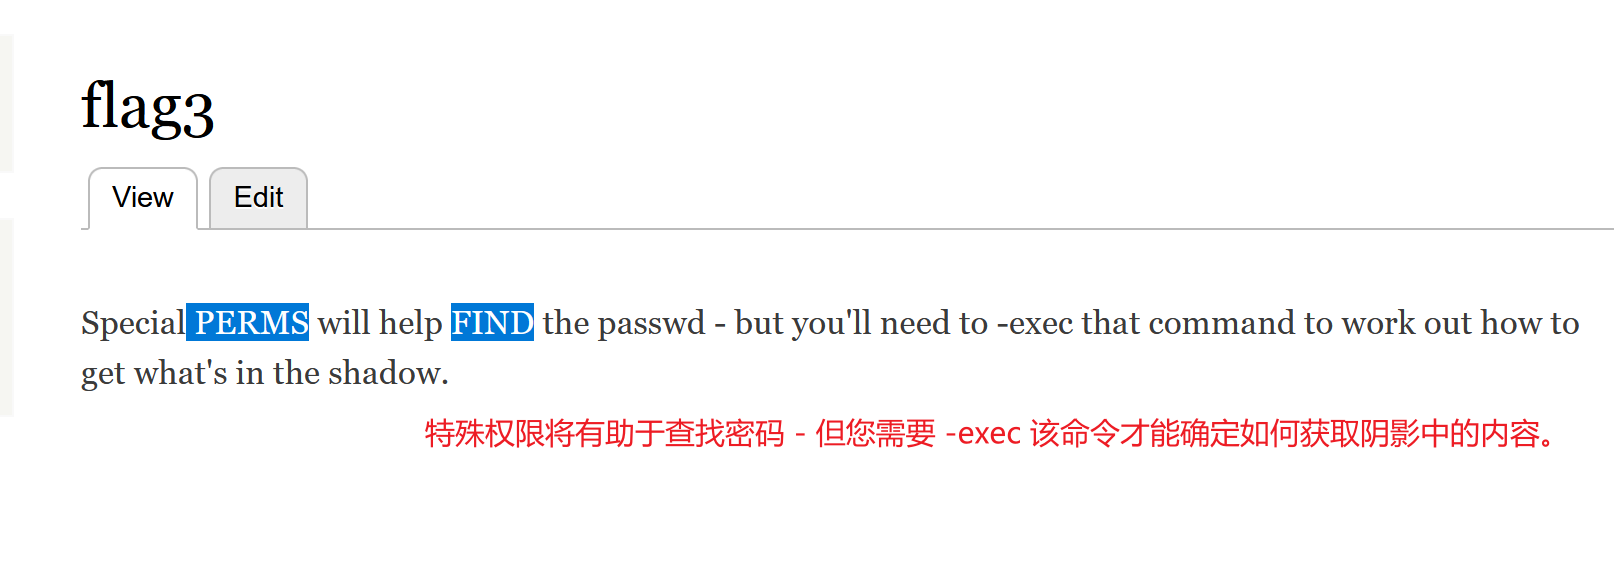 flag3
View Edit
Special PERMS will help FIND the passwd - but you'll need to -exec that command to work out how to
get what's in the shadow.
特殊权限将有助于查找密码 - 但您需要 -exec 该命令才能确定如何获取阴影中的内容。